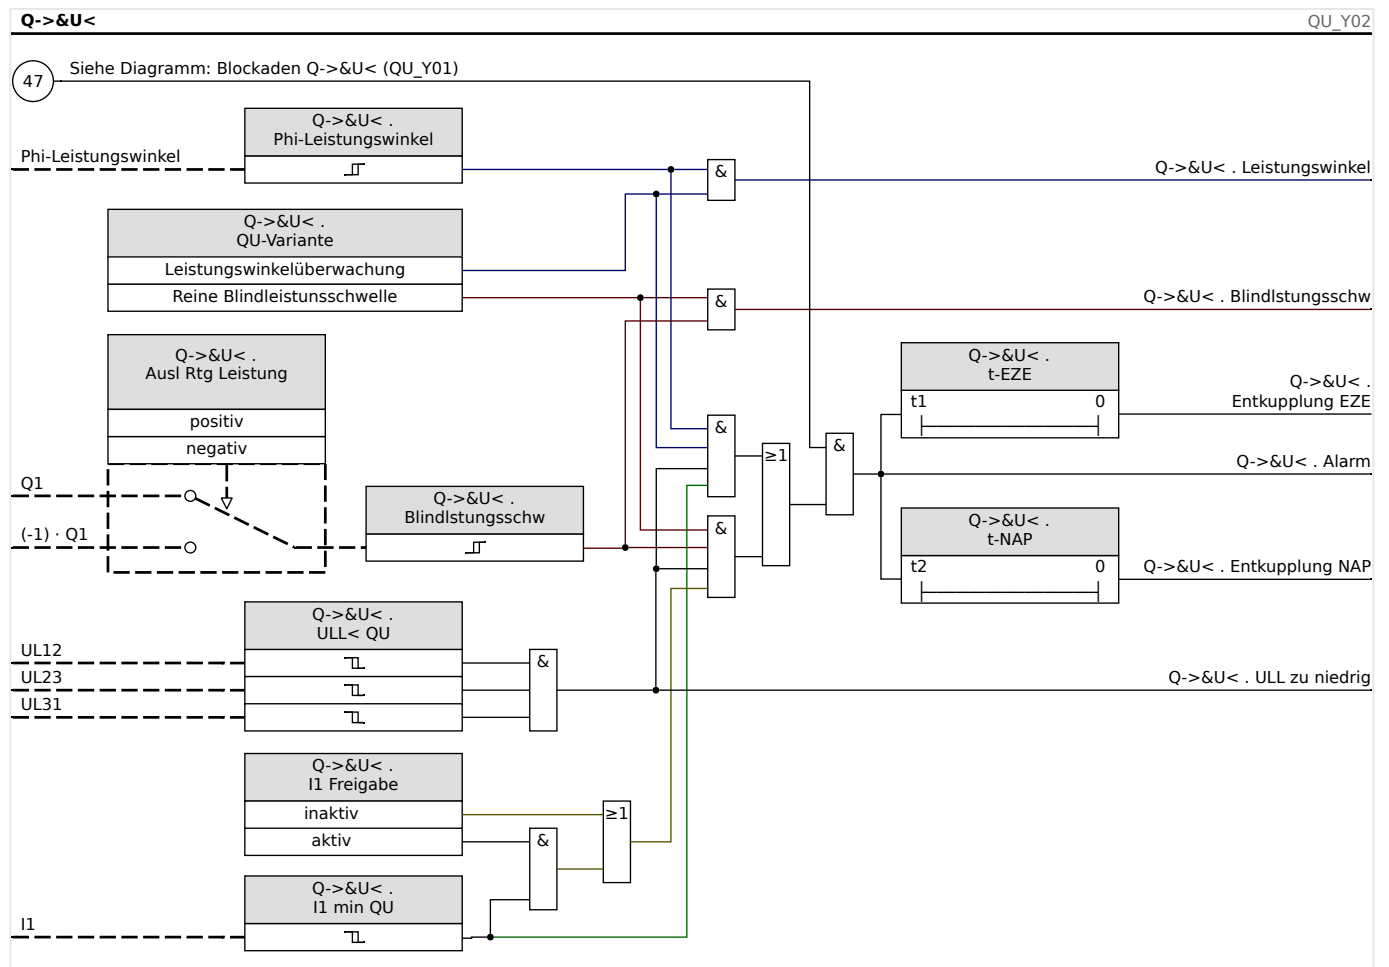 Q->&U<
QU_Y02
47
Siehe Diagramm: Blockaden Q->&U< (QU_Y01)
Q->&U< .
Phi-Leistungswinkel
Phi-Leistungswinkel
&
Q->&U< . Leistungswinkel
Q->&U< .
QU-Variante
Leistungswinkelüberwachung
Reine Blindleistunsschwelle
&
Q->&U< . Blindlstungsschw
Q->&U< .
Ausl Rtg Leistung
positiv
negativ
Q1
(-1) · Q1
Q->&U< .
Blindlstungsschw
&
&
≥1
&
Q->&U< .
t-EZE
t1
0
Q->&U< .
Entkupplung EZE
Q->&U< . Alarm
Q->&U< .
t-NAP
t2
0
Q->&U< . Entkupplung NAP
Q->&U< .
ULL< QU
UL12
UL23
UL31
&
Q->&U< . ULL zu niedrig
Q->&U< .
I1 Freigabe
inaktiv
aktiv
&
≥1
Q->&U< .
I1 min QU
I1